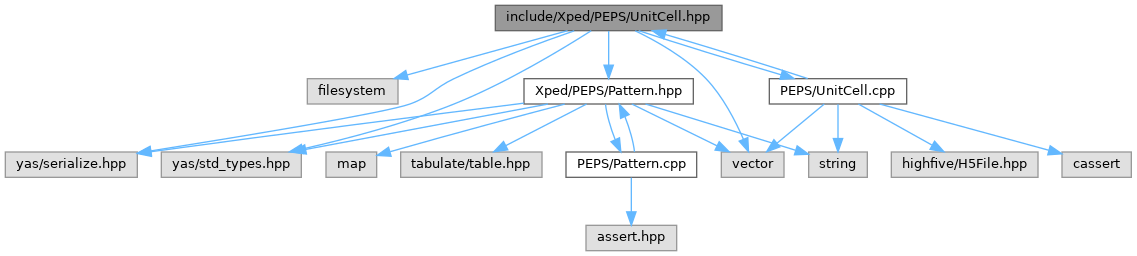 include/Xped/PEPS/UnitCell.hpp
filesystem
Xped/PEPS/Pattern.hpp
PEPS/UnitCell.cpp
yas/serialize.hpp
yas/std_types.hpp
map
tabulate/table.hpp
PEPS/Pattern.cpp
vector
string
highfive/H5File.hpp
cassert
assert.hpp